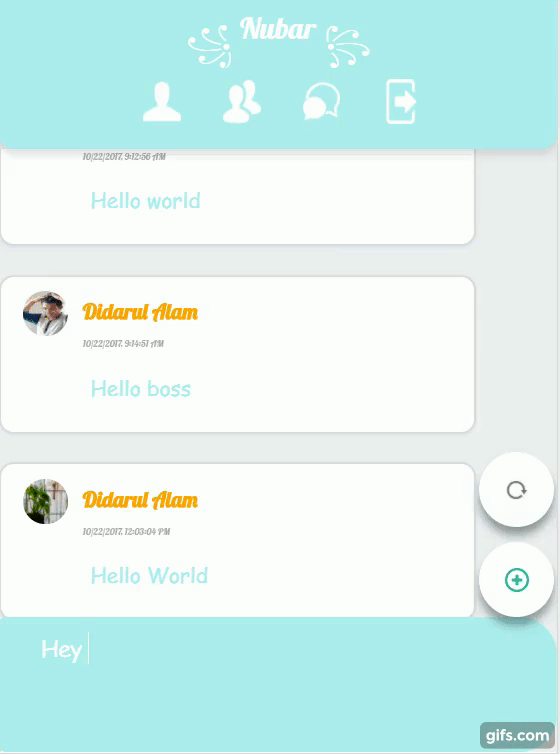 Nubar
10/22/2017, 9:12:56 AM
Hello world
Didarul Alam
10/22/2017, 9:14:51 AM
Hello boss
Didarul Alam
10/22/2017, 12:03:04 PM
Hello World
Hey
gifs.com